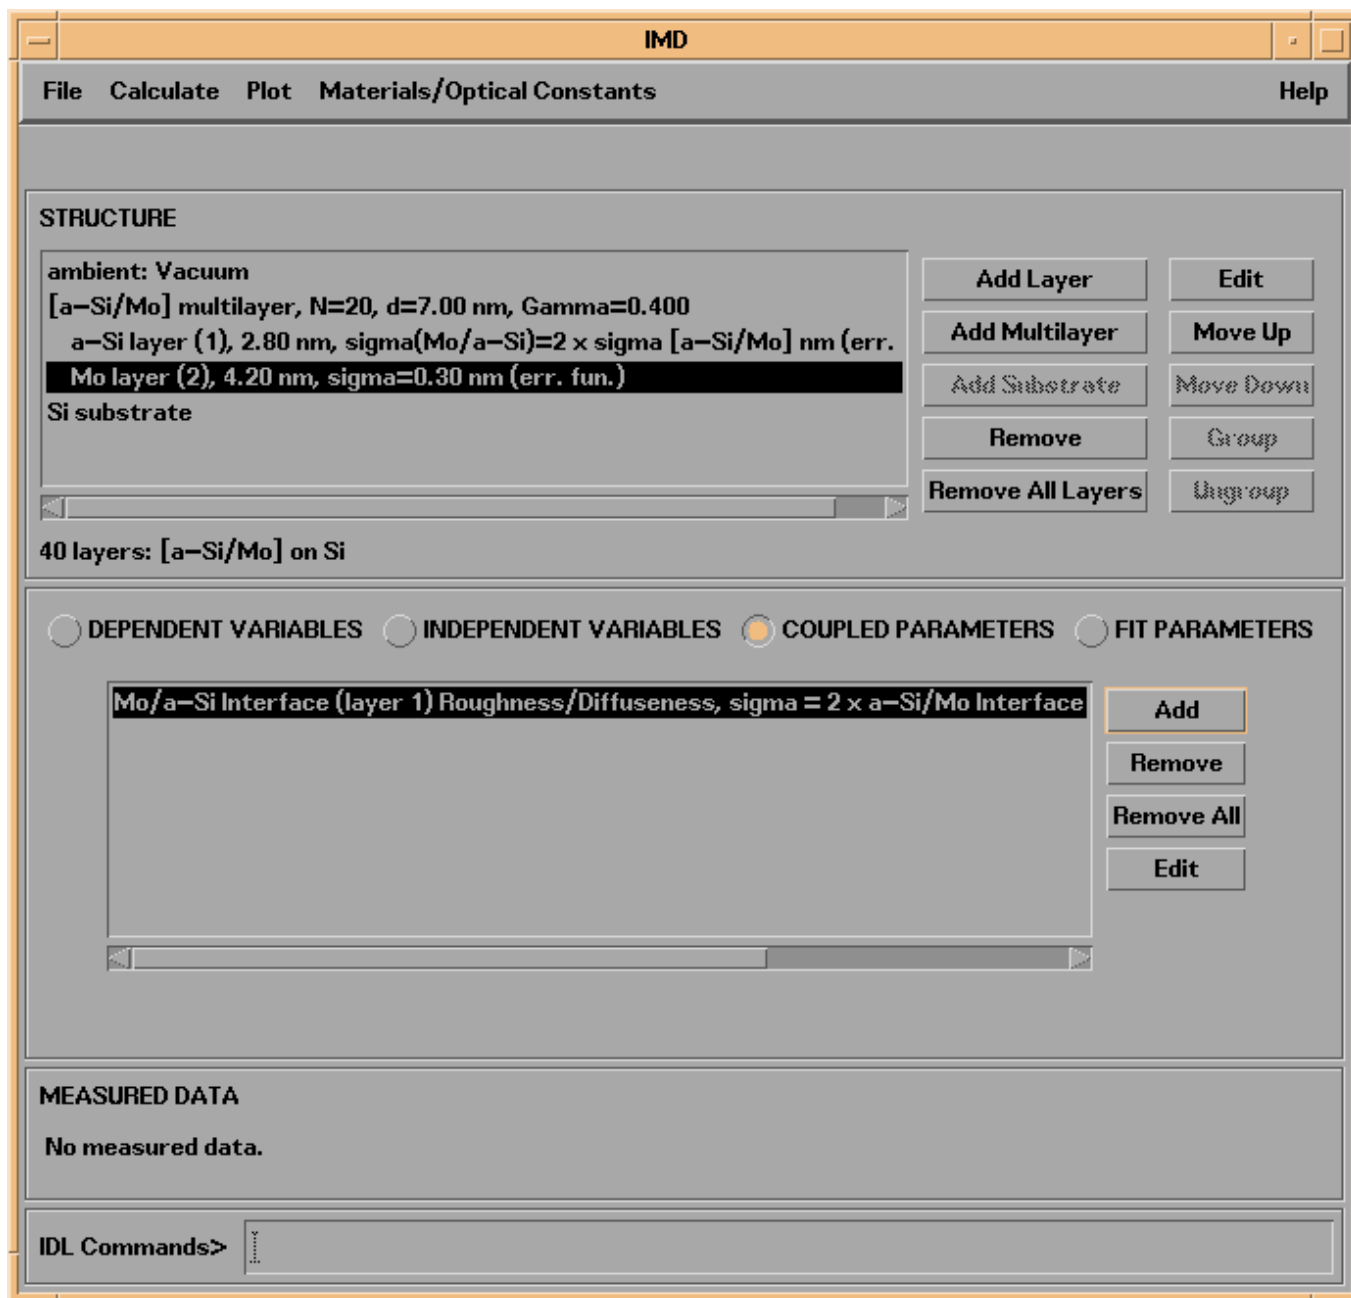 IMD
File Calculate Plot Materials/Optical Constants Help
STRUCTURE
ambient: Vacuum
[a-Si/Mo] multilayer, N=20, d=7.00 nm, Gamma=0.400
a-Si layer (1), 2.80 nm, sigma(Mo/a-Si)=2 x sigma [a-Si/Mo] nm (err.
Mo layer (2), 4.20 nm, sigma=0.30 nm (err. fun.)
Si substrate
Add Layer Edit
Add Multilayer Move Up
Add Substrate Move Down
Remove Group
Remove All Layers Ungroup
40 layers: [a-Si/Mo] on Si
DEPENDENT VARIABLES INDEPENDENT VARIABLES COUPLED PARAMETERS FIT PARAMETERS
Mo/a-Si Interface (layer 1) Roughness/Diffuseness, sigma = 2 x a-Si/Mo Interface
Add
Remove
Remove All
Edit
MEASURED DATA
No measured data.
IDL Commands>